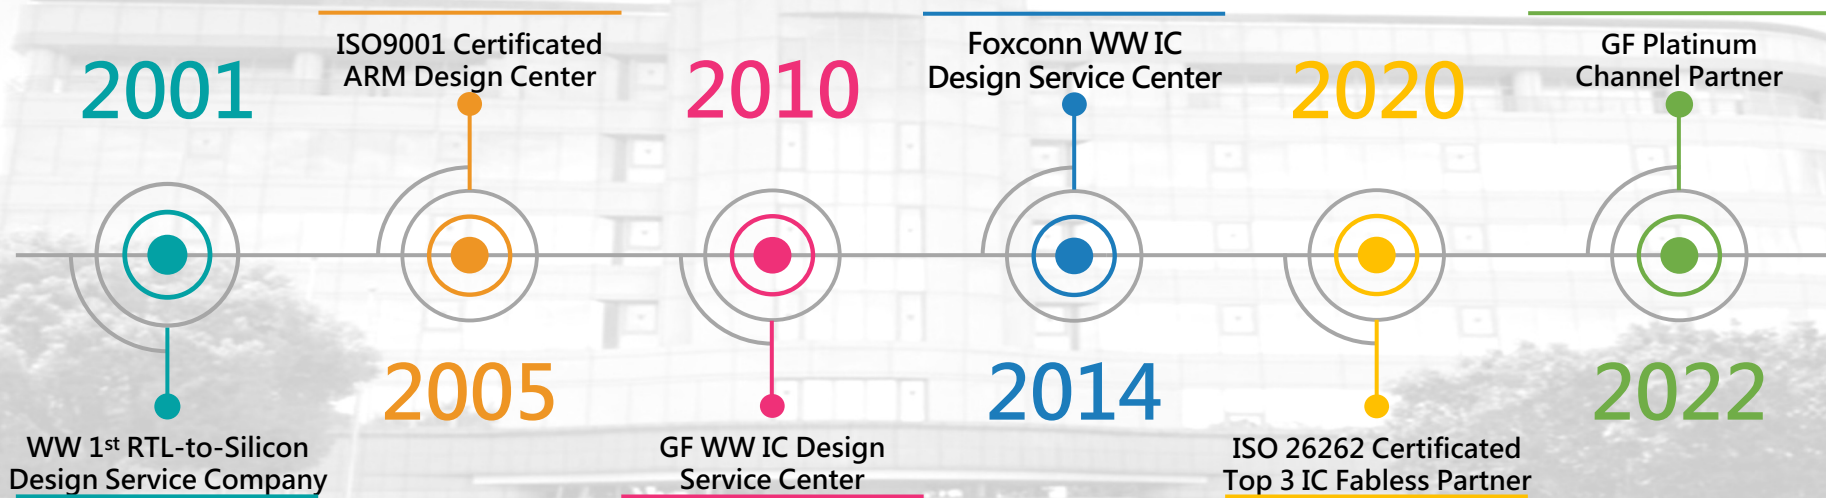 2001
WW 1st RTL-to-Silicon
Design Service Company
ISO9001 Certificated
ARM Design Center
2005
2010
GF WW IC Design
Service Center
Foxconn WW IC
Design Service Center
2014
2020
ISO 26262 Certificated
Top 3 IC Fabless Partner
GF Platinum
Channel Partner
2022